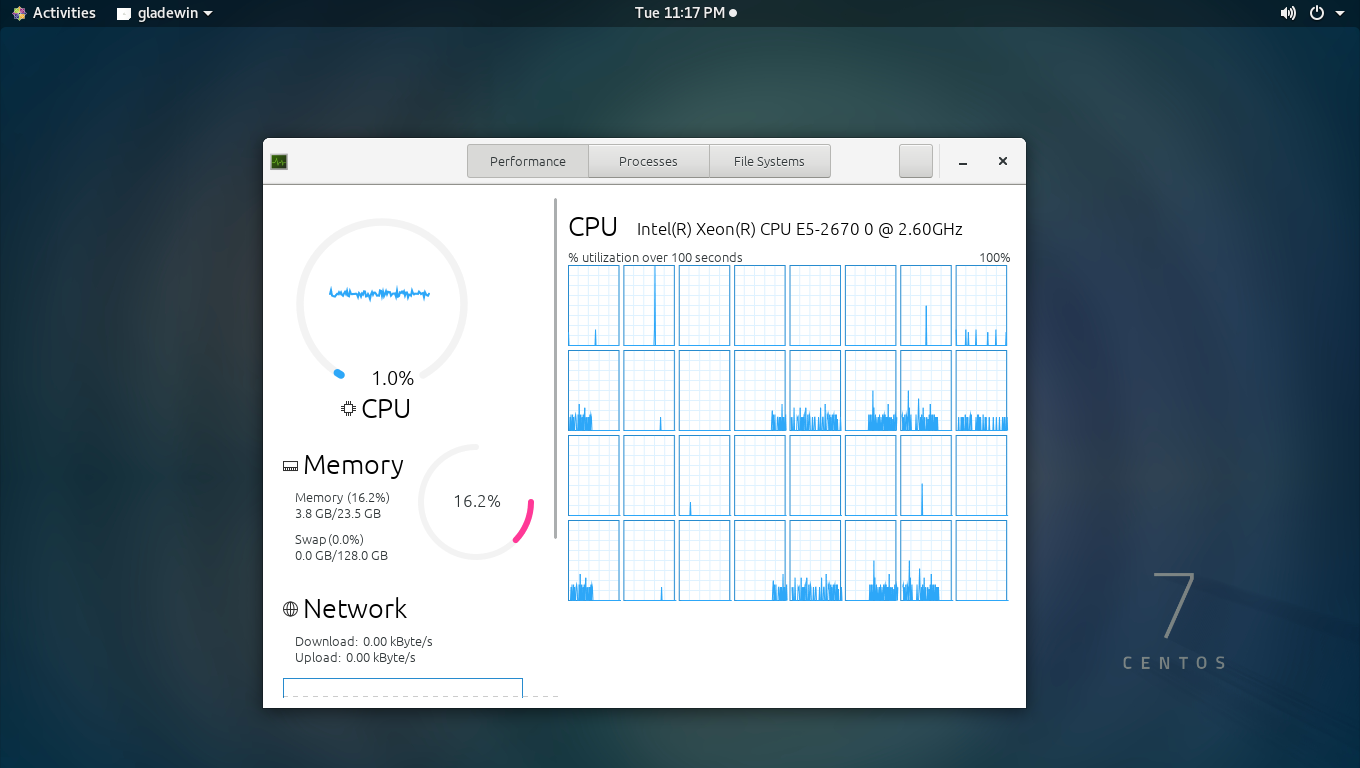 Activities
gladewin
Tue 11:17 PM
Performance
Processes
File Systems
1.0%
CPU
Memory
Memory (16.2%)
3.8 GB/23.5 GB
Swap (0.0%)
0.0 GB/128.0 GB
16.2%
Network
Download: 0.00 kByte/s
Upload: 0.00 kByte/s
CPU Intel(R) Xeon(R) CPU E5-2670 0 @ 2.60GHz
% utilization over 100 seconds 100%
7
CENTOS